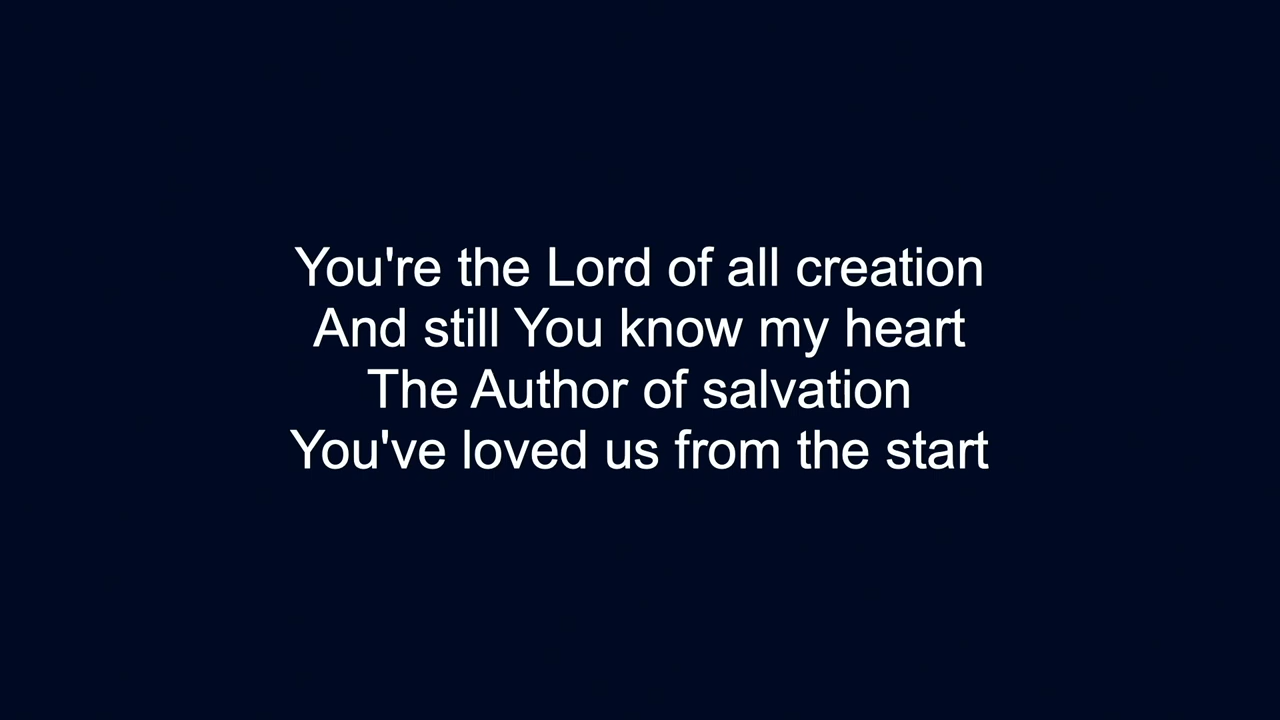 You're the Lord of all creation
And still You know my heart
The Author of salvation
You've loved us from the start